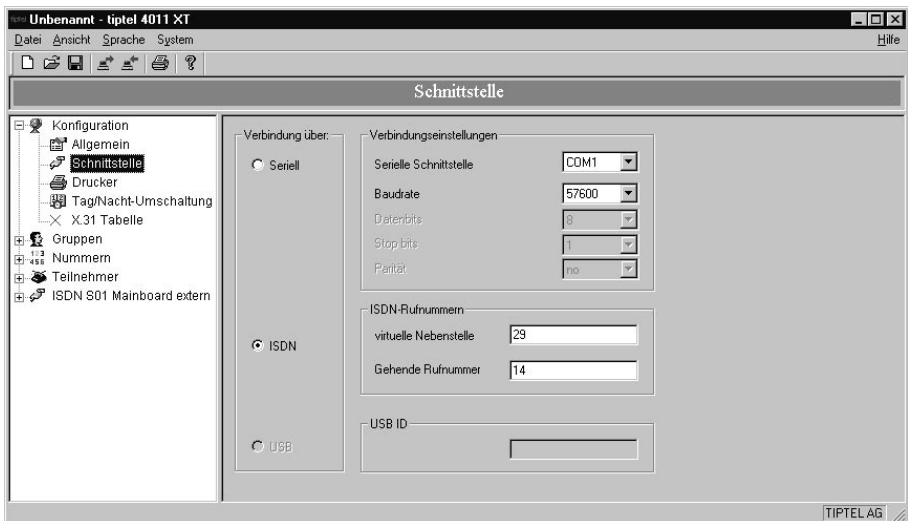 Unbenannt - tiptel 4011 XT
Datei Ansicht Sprache System Hilfe
Schnittstelle
Konfiguration
Allgemein
Schnittstelle
Drucker
Tag/Nacht-Umschaltung
X.31 Tabelle
Gruppen
Nummern
Teilnehmer
ISDN S01 Mainboard extern
Verbindung über:
Seriell
ISDN
USB
Verbindungseinstellungen
Serielle Schnittstelle COM1
Baudrate 57600
Datenbits 8
Stop bits 1
Parität no
ISDN-Rufnummern
virtuelle Nebenstelle 29
Gehende Rufnummer 14
USB ID
TIPTEL AG